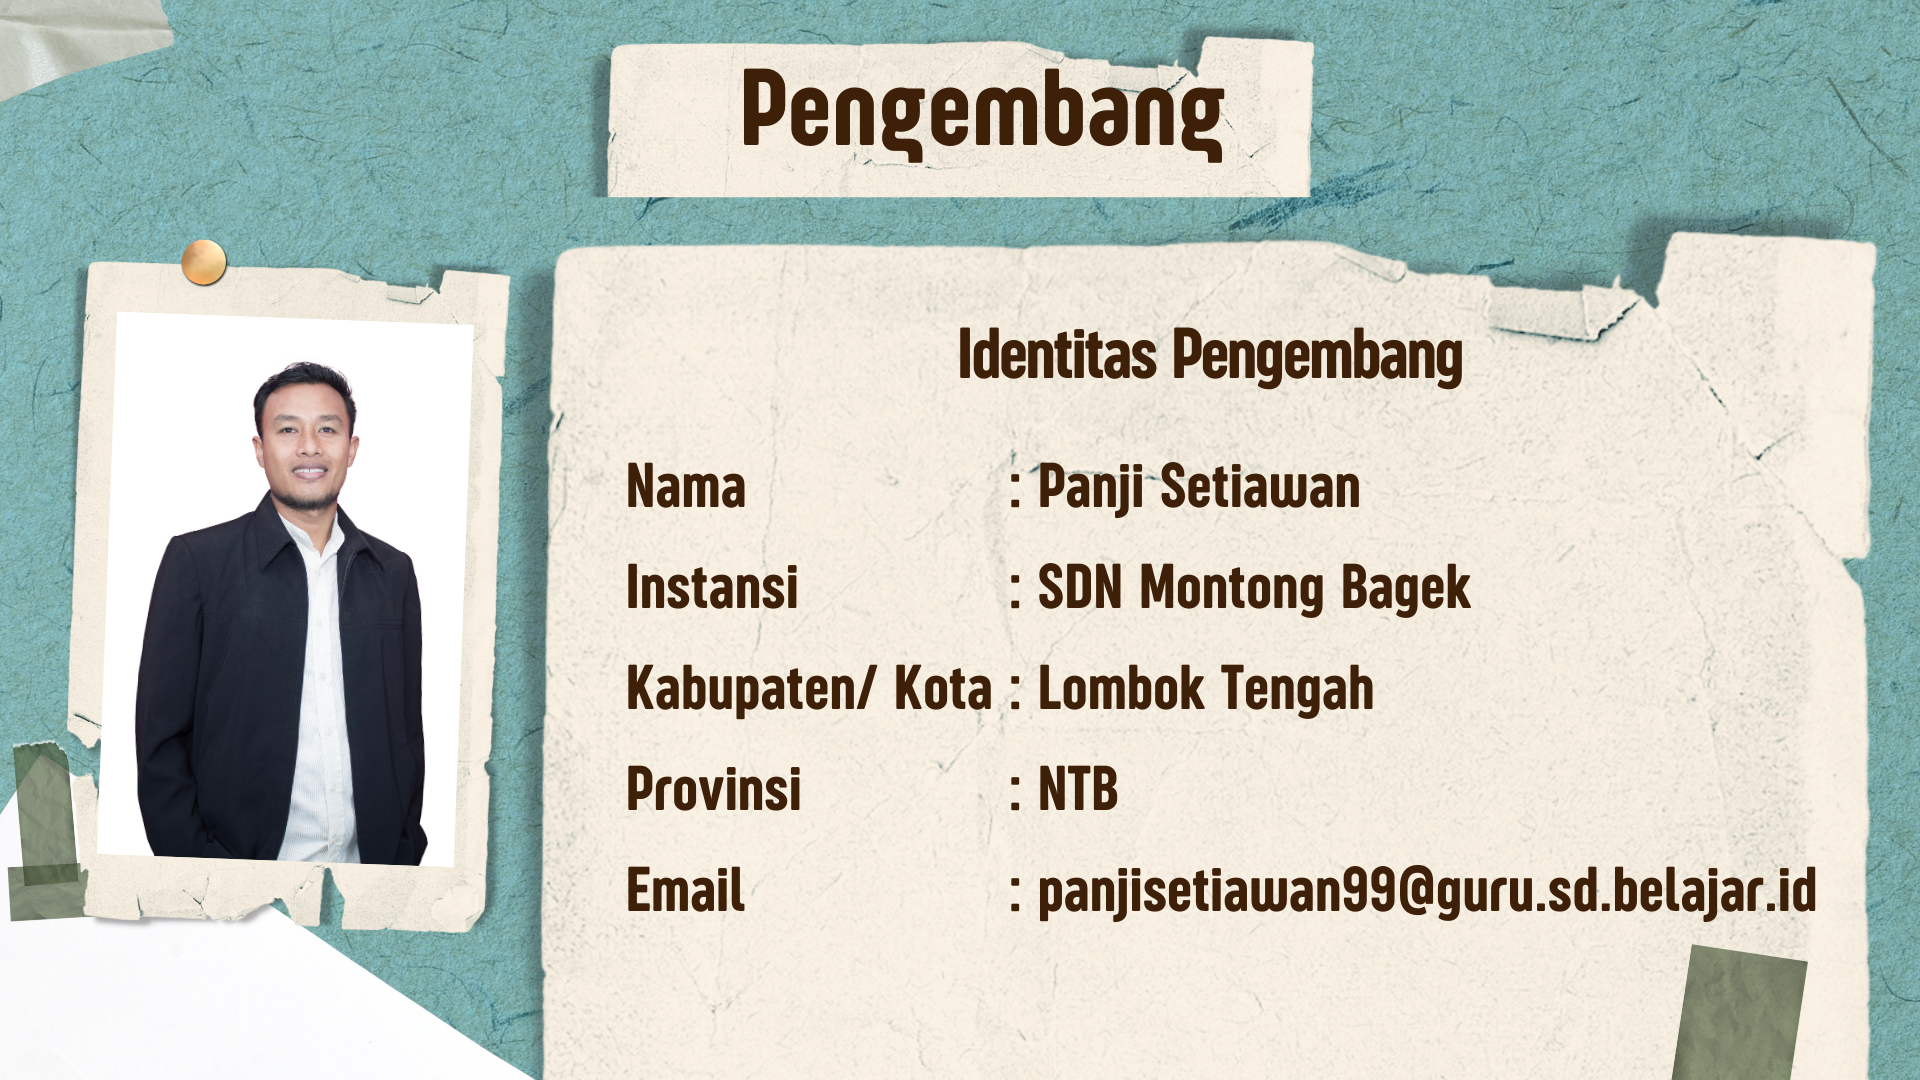 Pengembang
Identitas Pengembang
Nama : Panji Setiawan
Instansi : SDN Montong Bagek
Kabupaten/ Kota : Lombok Tengah
Provinsi : NTB
Email : panjisetiawan99@guru.sd.belajar.id